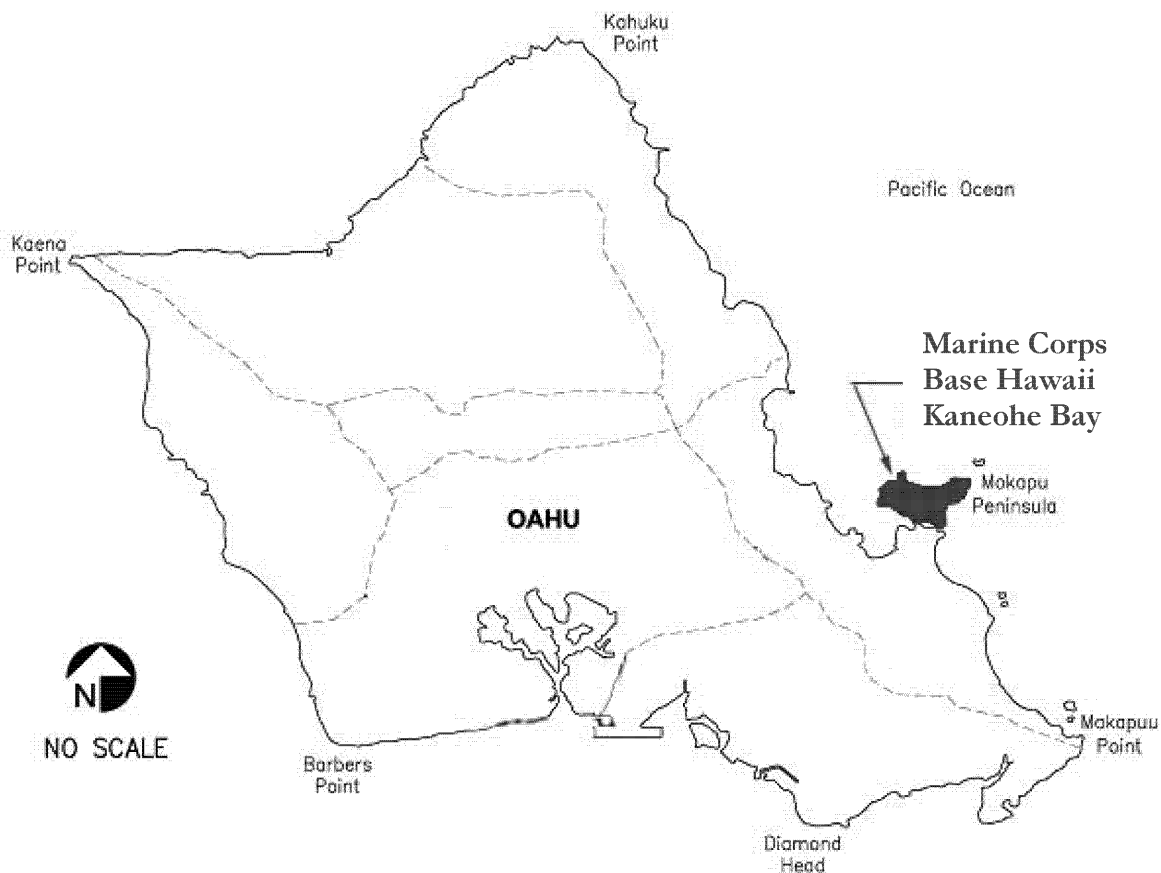 Kahuku
Point
Pacific Ocean
Kaena
Point
Marine Corps
Base Hawaii
Kaneohe Bay
Mokapu
Peninsula
OAHU
N
NO SCALE
Makapuu
Point
Barbers
Point
Diamond
Head